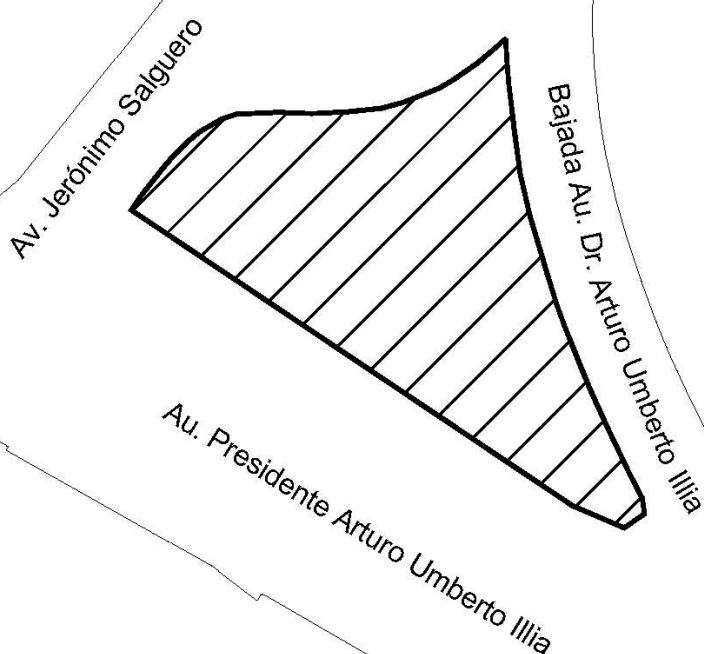 Av. Jerónimo Salguero
Bajada Au. Dr. Arturo Umberto Illia
Au. Presidente Arturo Umberto Illia